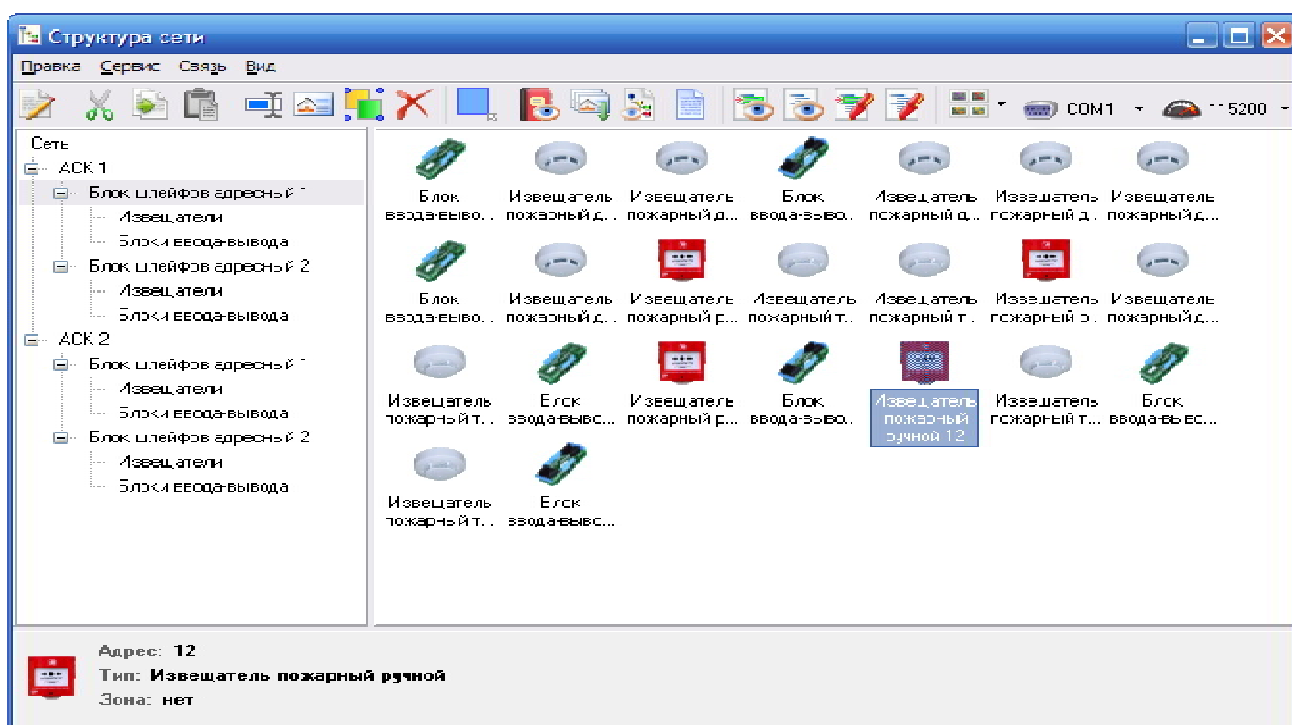 Структура сети
Правка Сервис Связь Вид
COM1 5200
Сеть
АСК 1
Блок шлейфов адресный 1
Извещатели
Блоки ввода-вывода
Блок шлейфов адресный 2
Извещатели
Блоки ввода-вывода
АСК 2
Блок шлейфов адресный 1
Извещатели
Блоки ввода-вывода
Блок шлейфов адресный 2
Извещатели
Блоки ввода-вывода
Блок Извещатель Извещатель Блок Извещатель Извещатель Извещатель
ввода-выво... пожарный д... пожарный д... ввода-выво... пожарный д... пожарный д... пожарный д...
Блок Извещатель Извещатель Извещатель Извещатель Извещатель Извещатель
ввода-выво... пожарный д... пожарный р... пожарный т... пожарный т... пожарный р... пожарный д...
Извещатель Блок Извещатель Блок Извещатель Извещатель Блок
пожарный т... ввода-выво... пожарный р... ввода-выво... пожарный пожарный т... ввода-выво...
ручной 12
Извещатель Блок
пожарный т... ввода-выво...
Адрес: 12
Тип: Извещатель пожарный ручной
Зона: нет